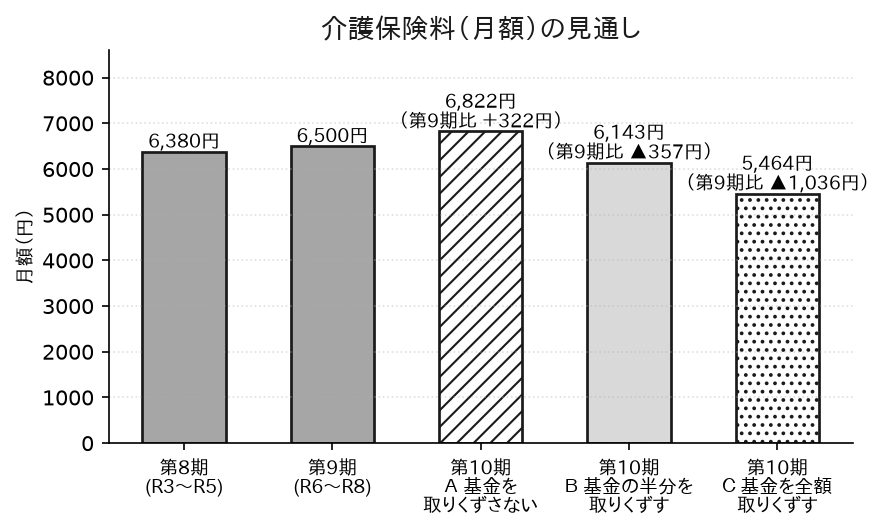 介護保険料（月額）の見通し
月額（円）
8000
7000
6000
5000
4000
3000
2000
1000
0
6,380円
6,500円
6,822円
（第9期比 +322円）
6,143円
（第9期比 ▲357円）
5,464円
（第9期比 ▲1,036円）
第8期
(R3～R5)
第9期
(R6～R8)
第10期
A 基金を
取りくずさない
第10期
B 基金の半分を
取りくずす
第10期
C 基金を全額
取りくずす